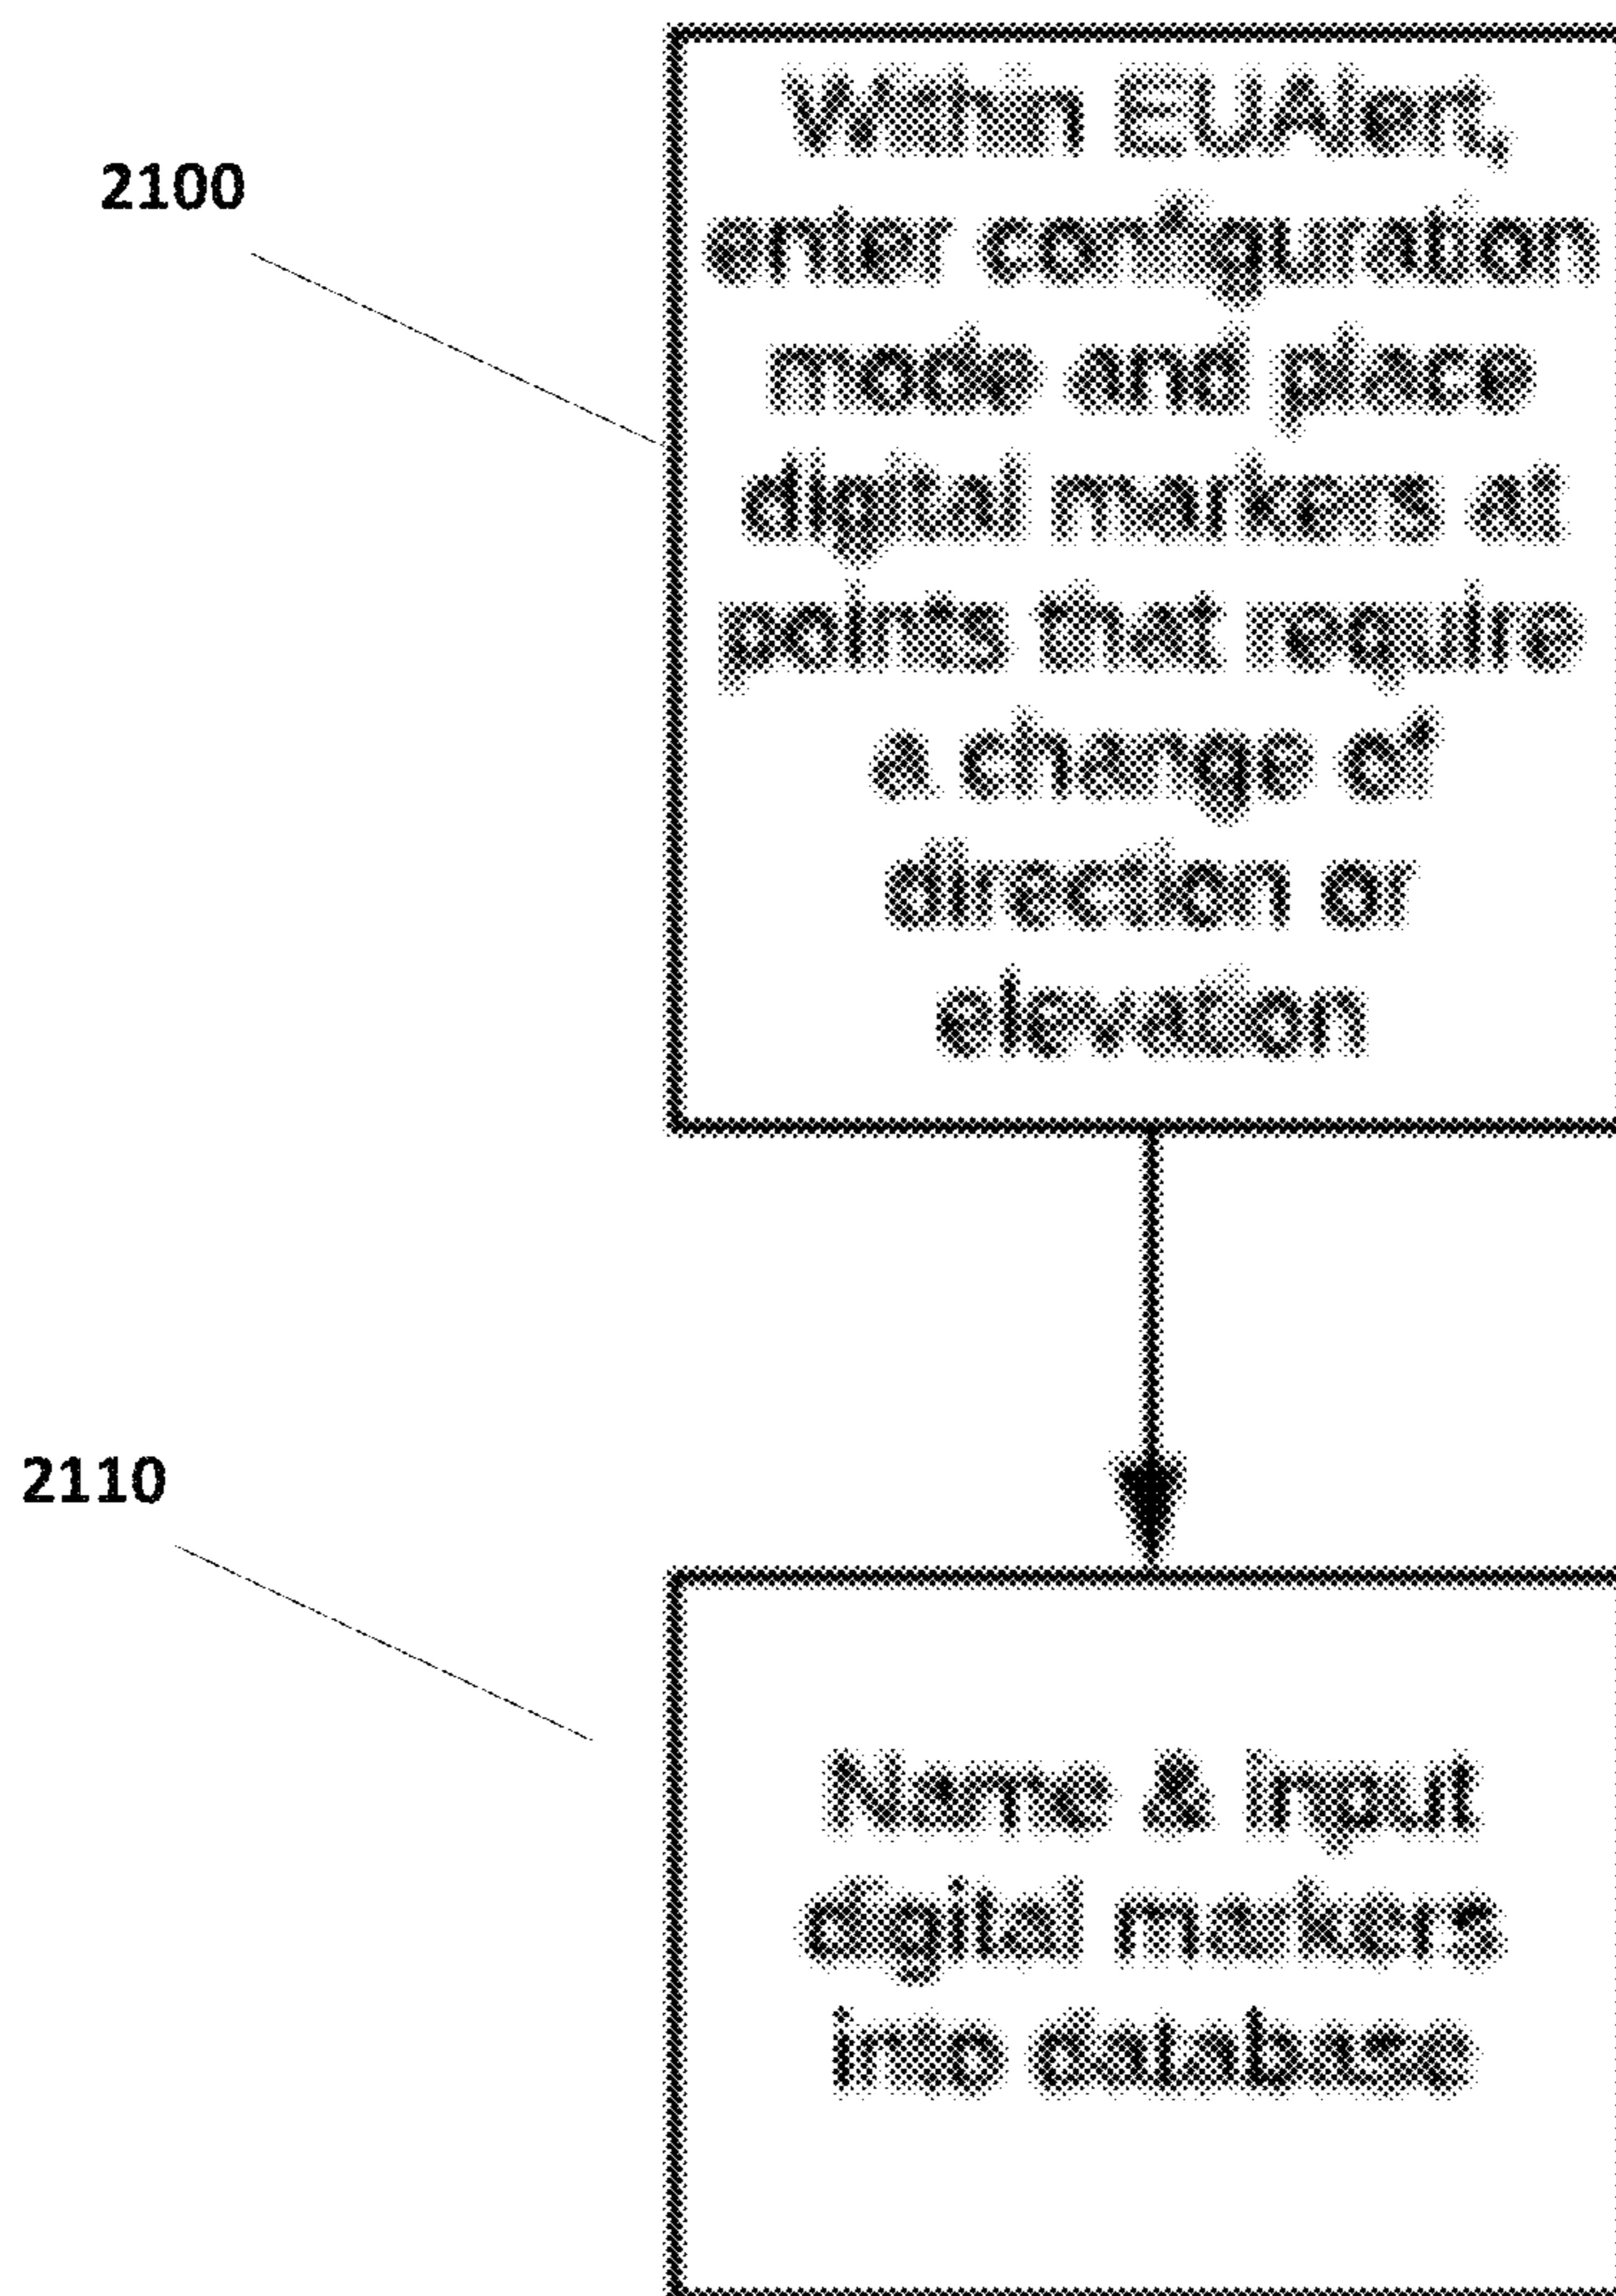 2100
Within EUAlert,
enter configuration
mode and place
digital markers at
points that require
a change of
direction or
elevation
2110
Name & Input
digital markers
into database